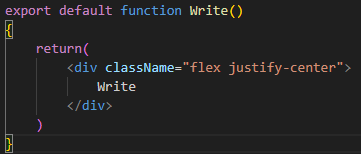 export default function Write()
{
    return(
        <div className="flex justify-center">
            Write
        </div>
    )
}